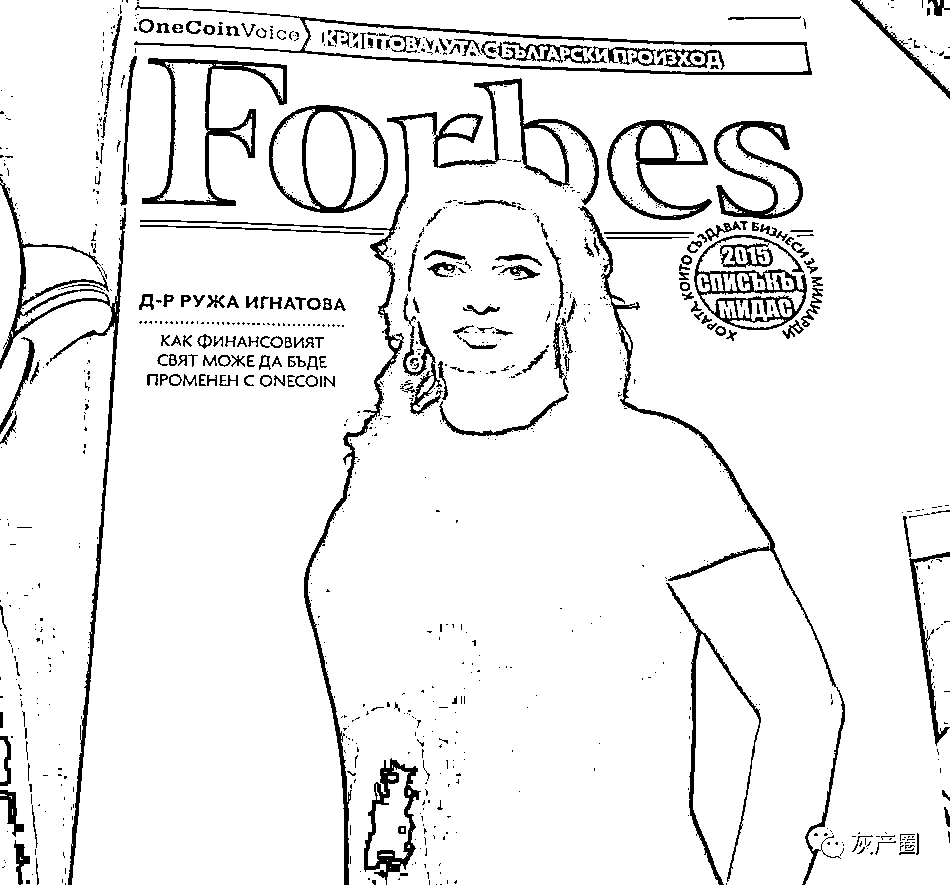 OneCoinVoice
КРИПТОВАЛУТА С БЪЛГАРСКИ ПРОИЗХОД
Forbes
ХОРАТА, КОИТО СЪЗДАВАТ БИЗНЕСИ ЗА МИЛИАРДИ
2015
СПИСЪКЪТ
МИДАС
Д-Р РУЖА ИГНАТОВА
КАК ФИНАНСОВИЯТ
СВЯТ МОЖЕ ДА БЪДЕ
ПРОМЕНЕН С ONECOIN
灰产圈